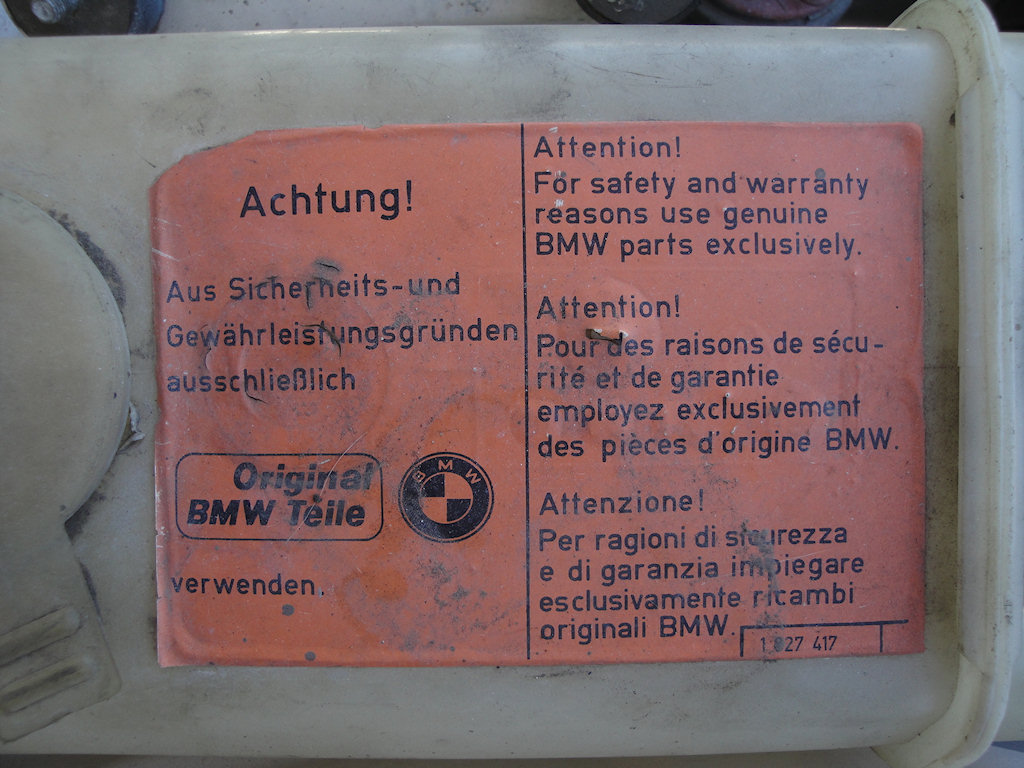 Achtung!
Aus Sicherheits-und
Gewährleistungsgründen
ausschließlich
Original
BMW Teile
BMW
verwenden.
Attention!
For safety and warranty
reasons use genuine
BMW parts exclusively.
Attention!
Pour des raisons de sécu-
rité et de garantie
employez exclusivement
des pièces d'origine BMW.
Attenzione!
Per ragioni di sicurezza
e di garanzia impiegare
esclusivamente ricambi
originali BMW.
1 827 417